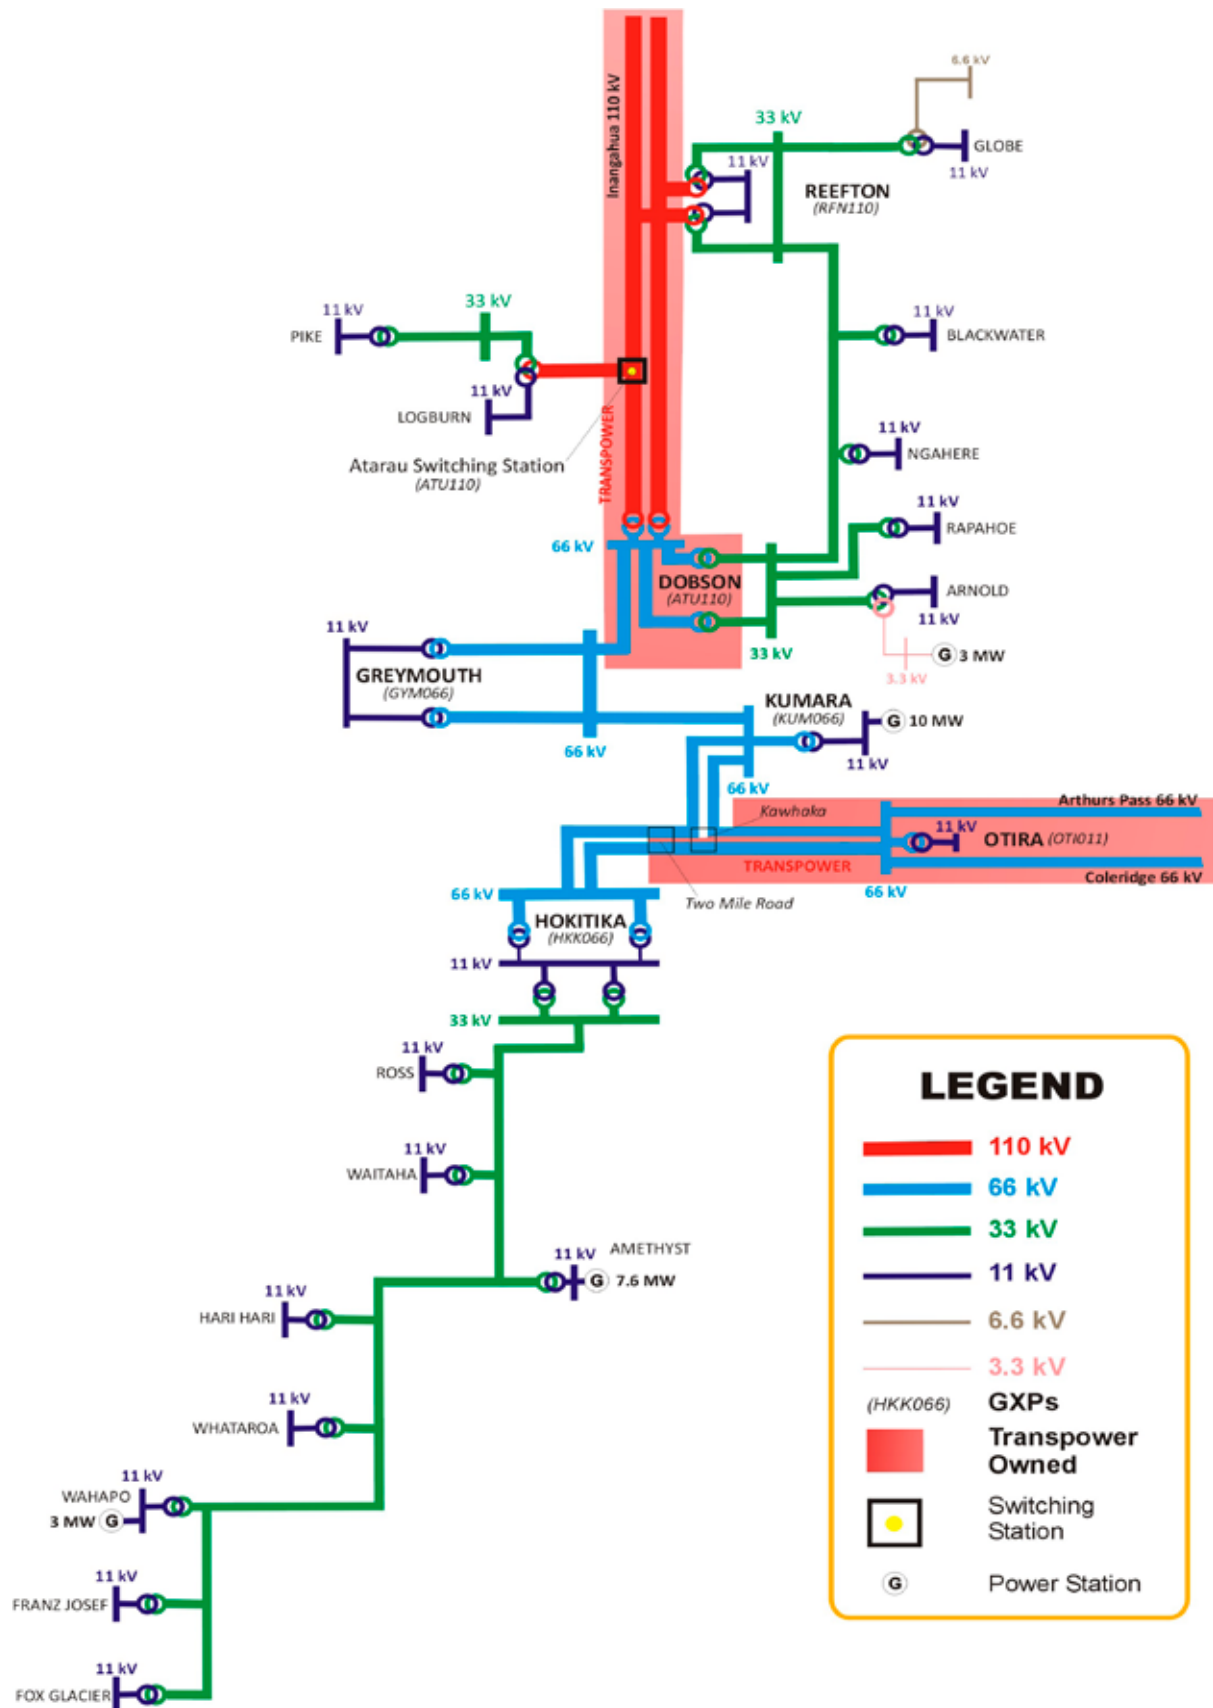 Inangahua 110 kV
6.6 kV
33 kV
GLOBE
11 kV
11 kV
REEFTON
(RFN110)
11 kV
33 kV
PIKE
11 kV
BLACKWATER
11 kV
LOGBURN
TRANSPOWER
Atarau Switching Station
(ATU110)
11 kV
NGAHERE
11 kV
RAPAHOE
66 kV
DOBSON
(ATU110)
ARNOLD
11 kV
33 kV
G 3 MW
3.3 kV
11 kV
GREYMOUTH
(GYM066)
66 kV
KUMARA
(KUM066)
G 10 MW
11 kV
66 kV
Kawhaka
Arthurs Pass 66 kV
11 kV
OTIRA (OTI011)
TRANSPOWER
Coleridge 66 kV
66 kV
66 kV
Two Mile Road
HOKITIKA
(HKK066)
11 kV
33 kV
11 kV
ROSS
11 kV
WAITAHA
11 kV
AMETHYST
G 7.6 MW
11 kV
HARI HARI
11 kV
WHATAROA
11 kV
WAHAPO
3 MW G
11 kV
FRANZ JOSEF
11 kV
FOX GLACIER
LEGEND
110 kV
66 kV
33 kV
11 kV
6.6 kV
3.3 kV
(HKK066) GXPs
Transpower
Owned
Switching
Station
G Power Station